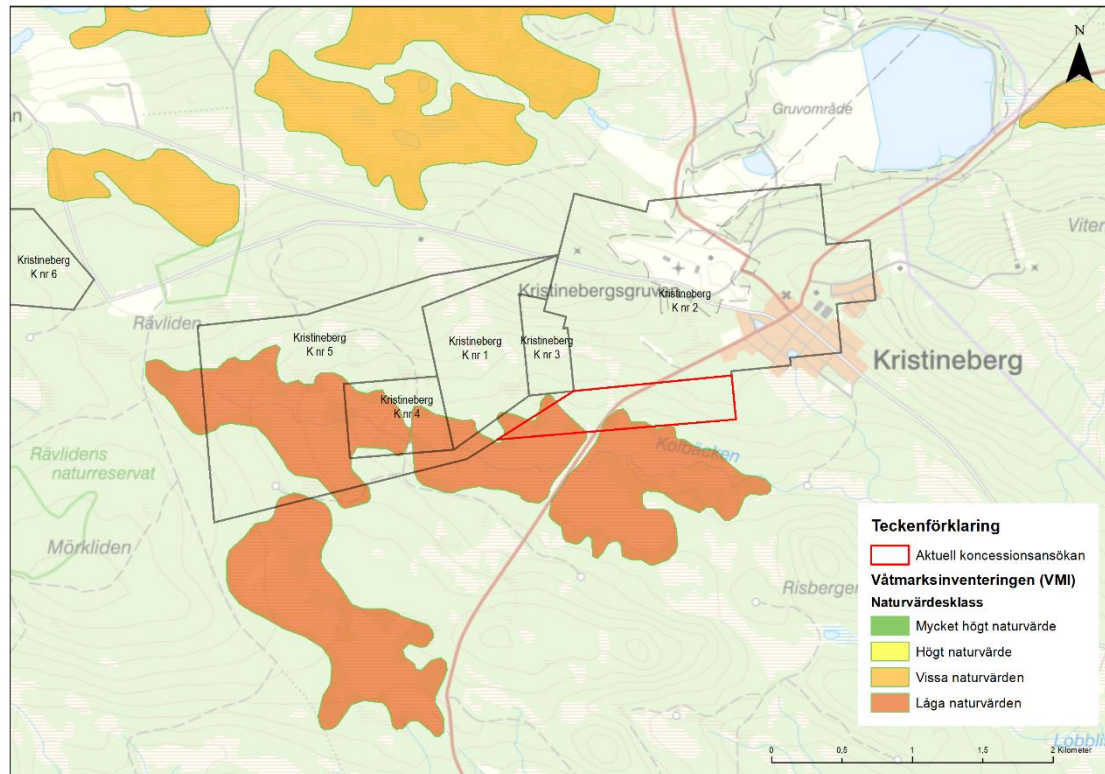 N
Gruvområde
Kristineberg
K nr 6
Rävliden
Kristinebergsgruvan
Kristineberg
K nr 2
Kristineberg
K nr 5
Kristineberg
K nr 1
Kristineberg
K nr 3
Kristineberg
Kristineberg
K nr 4
Kolbäcken
Rävlidens
naturreservat
Mörkliden
Teckenförklaring
Aktuell koncessionsansökan
Våtmarksinventeringen (VMI)
Naturvärdesklass
Mycket högt naturvärde
Högt naturvärde
Vissa naturvärden
Låga naturvärden
0 0,5 1 1,5 2 Kilometer